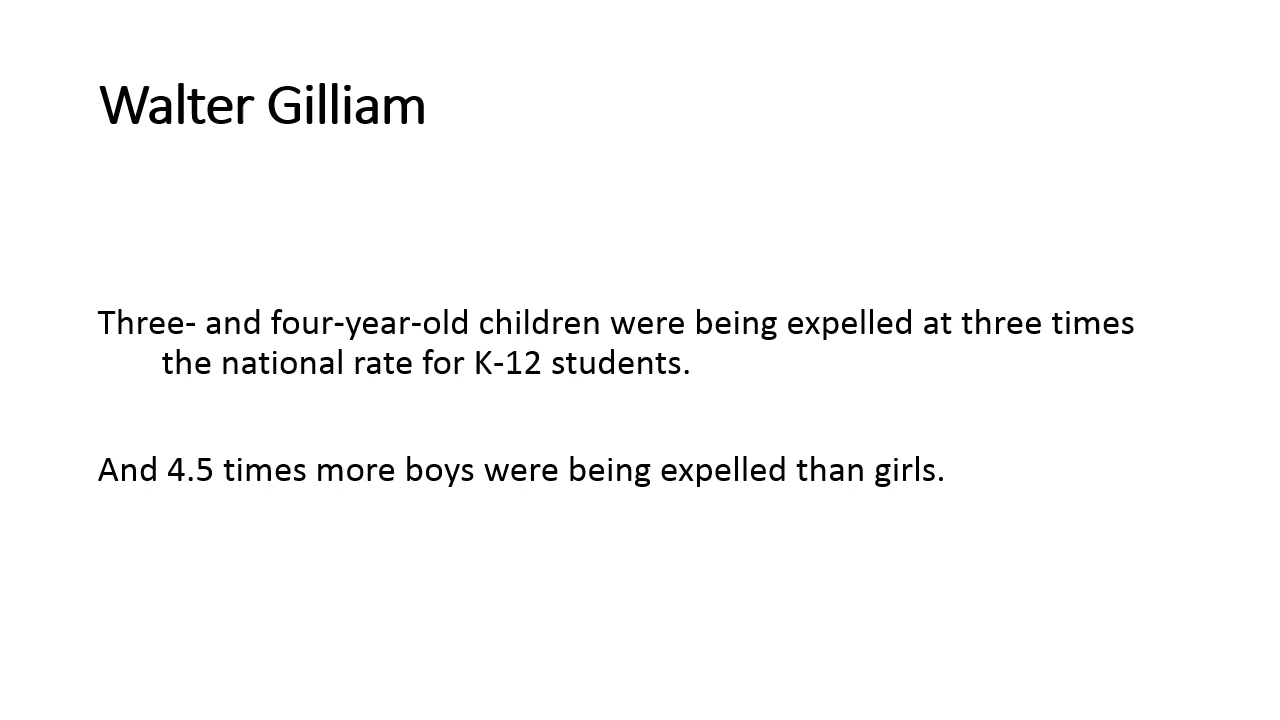 Walter Gilliam
Three- and four-year-old children were being expelled at three times
the national rate for K-12 students.
And 4.5 times more boys were being expelled than girls.